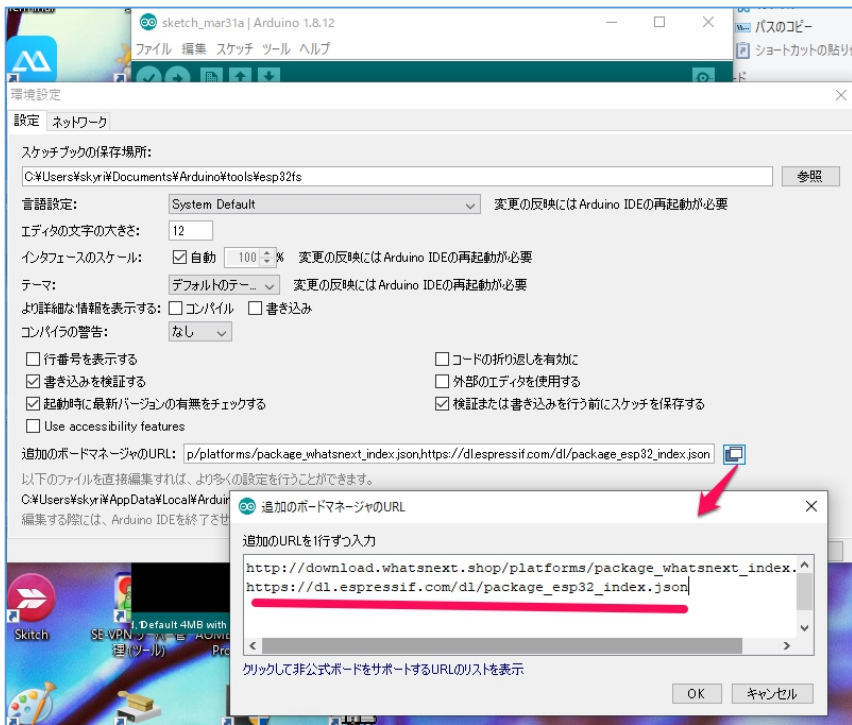 sketch_mar31a | Arduino 1.8.12
ファイル 編集 スケッチ ツール ヘルプ
パスのコピー
ショートカットの貼り
環境設定
設定 ネットワーク
スケッチブックの保存場所:
C:¥Users¥skyri¥Documents¥Arduino¥tools¥esp32fs
参照
言語設定: System Default 変更の反映にはArduino IDEの再起動が必要
エディタの文字の大きさ: 12
インタフェースのスケール: 自動 100 % 変更の反映にはArduino IDEの再起動が必要
テーマ: デフォルトのテー... 変更の反映にはArduino IDEの再起動が必要
より詳細な情報を表示する: コンパイル 書き込み
コンパイラの警告: なし
行番号を表示する コードの折り返しを有効に
書き込みを検証する 外部のエディタを使用する
起動時に最新バージョンの有無をチェックする 検証または書き込みを行う前にスケッチを保存する
Use accessibility features
追加のボードマネージャのURL: p/platforms/package_whatsnext_index.json,https://dl.espressif.com/dl/package_esp32_index.json
以下のファイルを直接編集すれば、より多くの設定を行うことができます。
C:¥Users¥skyri¥AppData¥Local¥Ardui
編集する際には、Arduino IDEを終了させ
追加のボードマネージャのURL
追加のURLを1行ずつ入力
http://download.whatsnext.shop/platforms/package_whatsnext_index.
https://dl.espressif.com/dl/package_esp32_index.json
クリックして非公式ボードをサポートするURLのリストを表示
OK キャンセル
Default 4MB with
Skitch
SE-VPN
理(ツール)